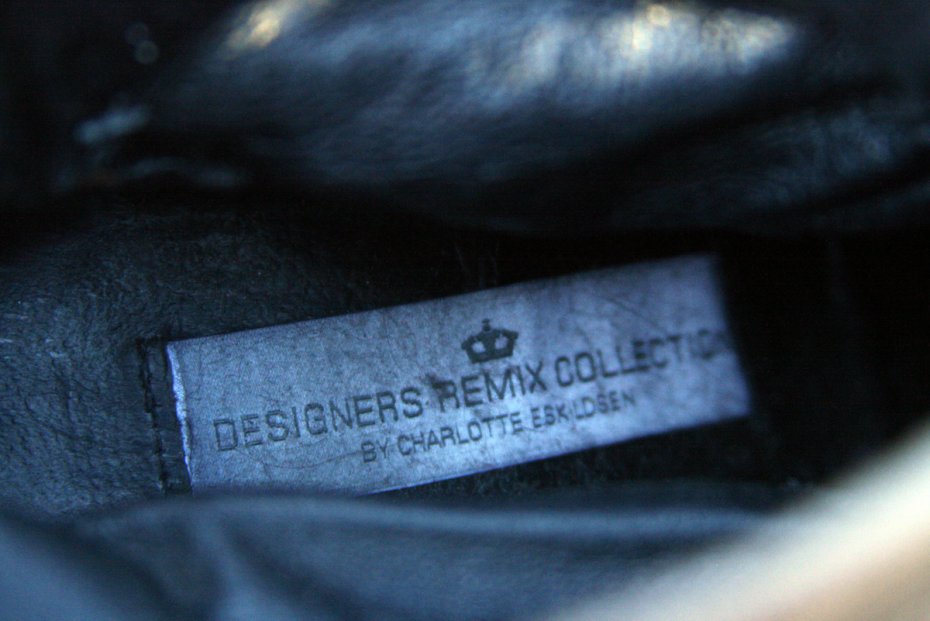 DESIGNERS REMIX COLLECTIO
BY CHARLOTTE ESKILDSEN